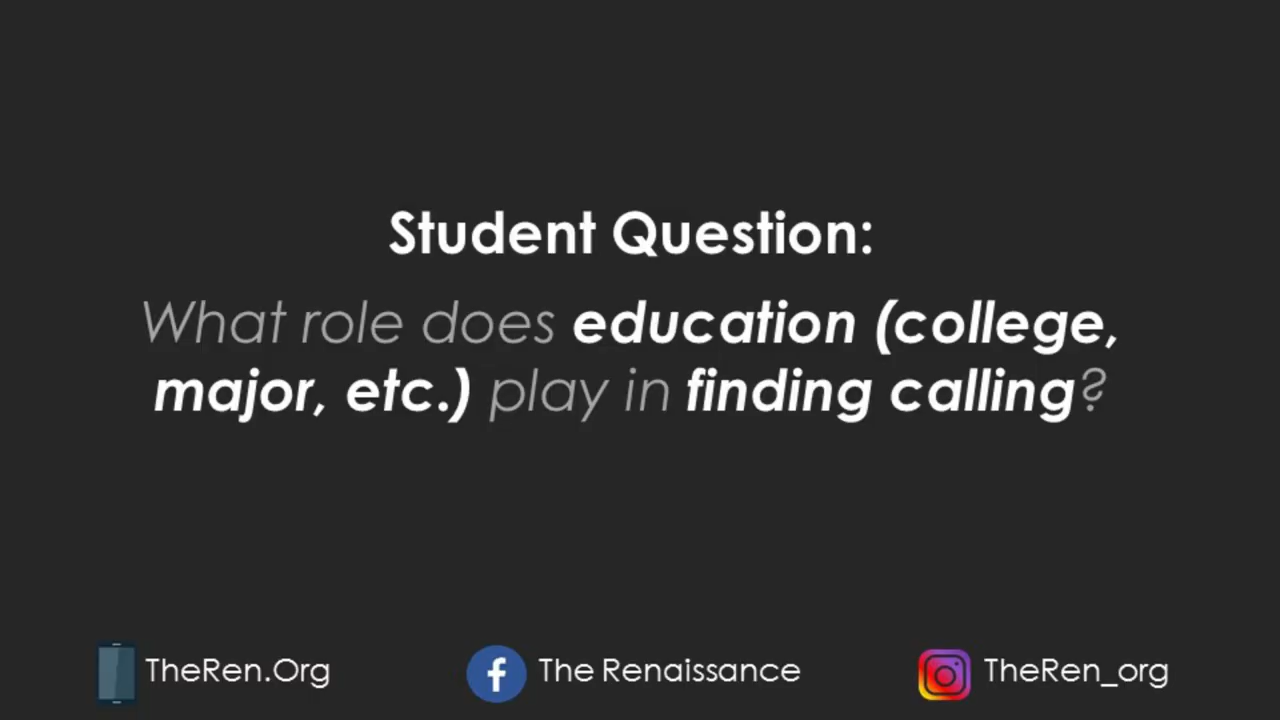 Student Question:
What role does education (college,
major, etc.) play in finding calling?
TheRen.Org
The Renaissance
TheRen_org